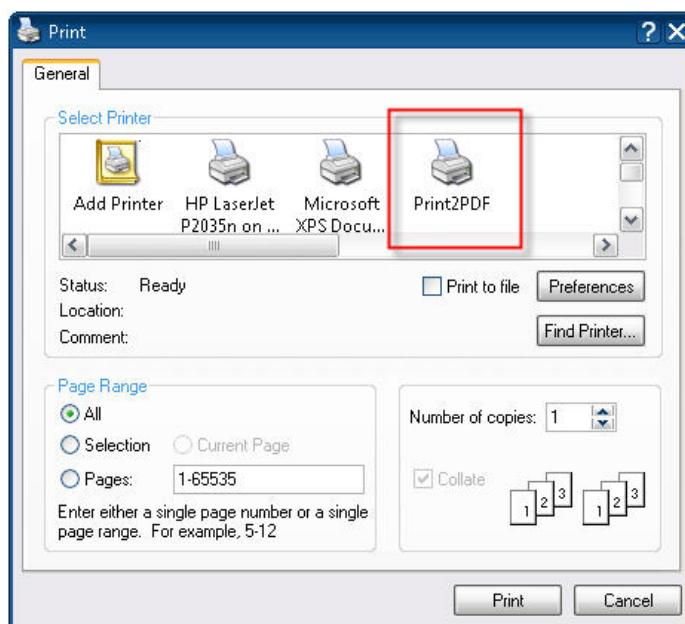 Print
General
Select Printer
Add Printer
HP LaserJet
P2035n on ...
Microsoft
XPS Docu...
Print2PDF
Status: Ready
Location:
Comment:
Print to file
Preferences
Find Printer...
Page Range
All
Selection
Current Page
Pages: 1-65535
Enter either a single page number or a single
page range. For example, 5-12
Number of copies: 1
Collate
1 2 3 1 2 3
Print
Cancel